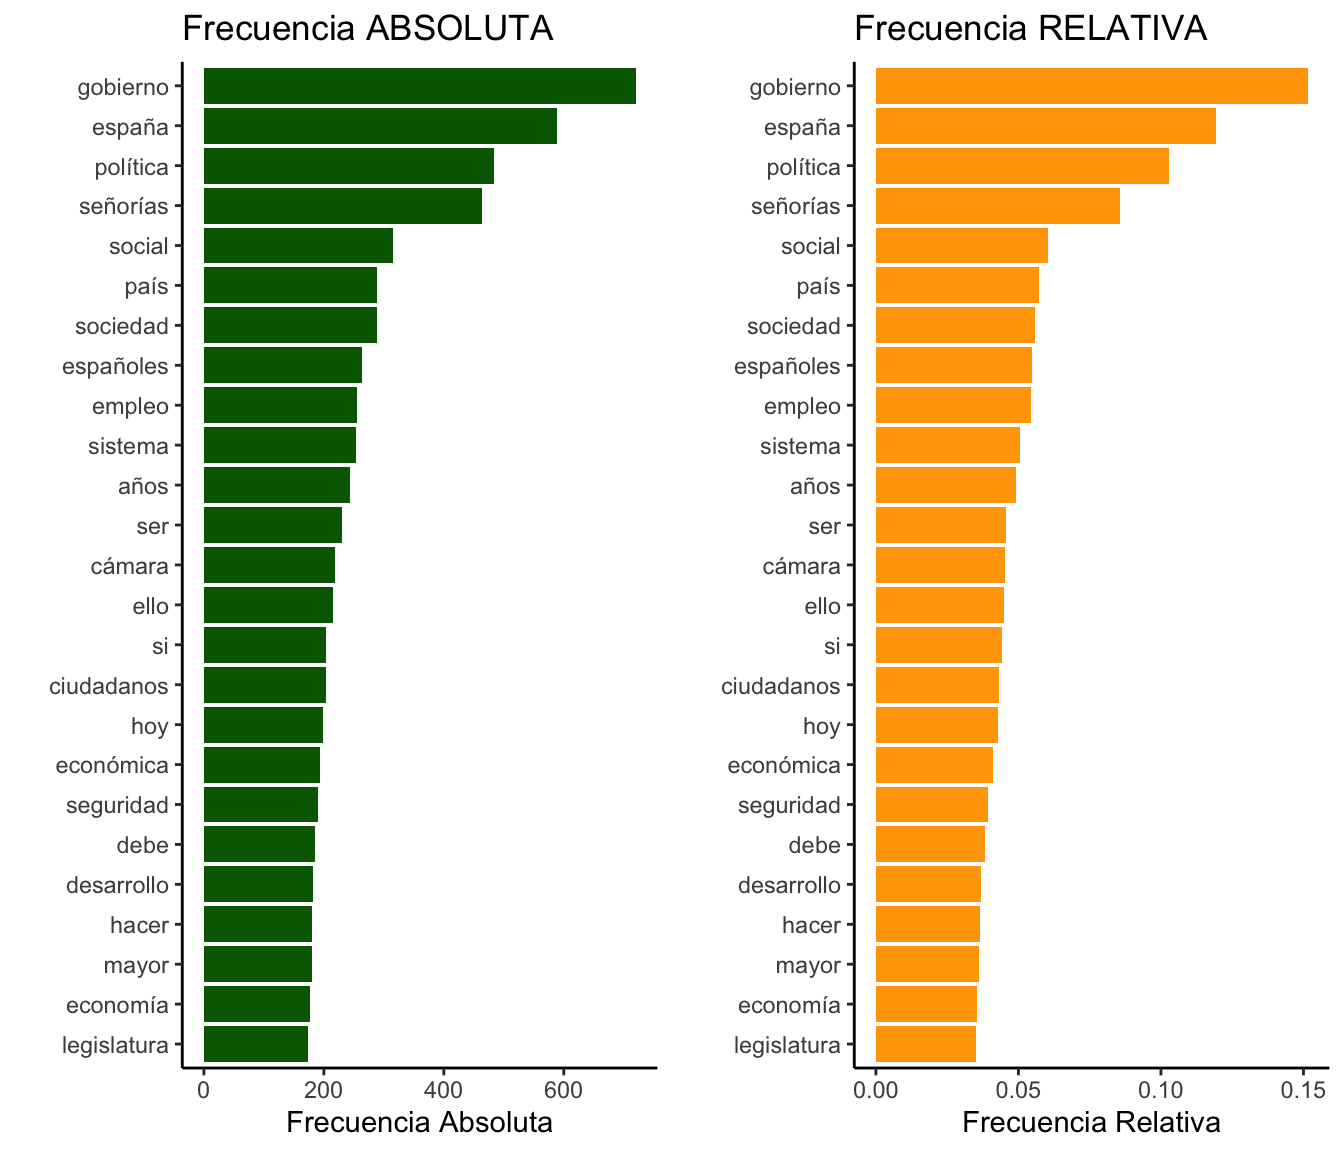 Frecuencia ABSOLUTA
gobierno
españa
política
señorías
social
país
sociedad
españoles
empleo
sistema
años
ser
cámara
ello
si
ciudadanos
hoy
económica
seguridad
debe
desarrollo
hacer
mayor
economía
legislatura
0 200 400 600
Frecuencia Absoluta
Frecuencia RELATIVA
gobierno
españa
política
señorías
social
país
sociedad
españoles
empleo
sistema
años
ser
cámara
ello
si
ciudadanos
hoy
económica
seguridad
debe
desarrollo
hacer
mayor
economía
legislatura
0.00 0.05 0.10 0.15
Frecuencia Relativa